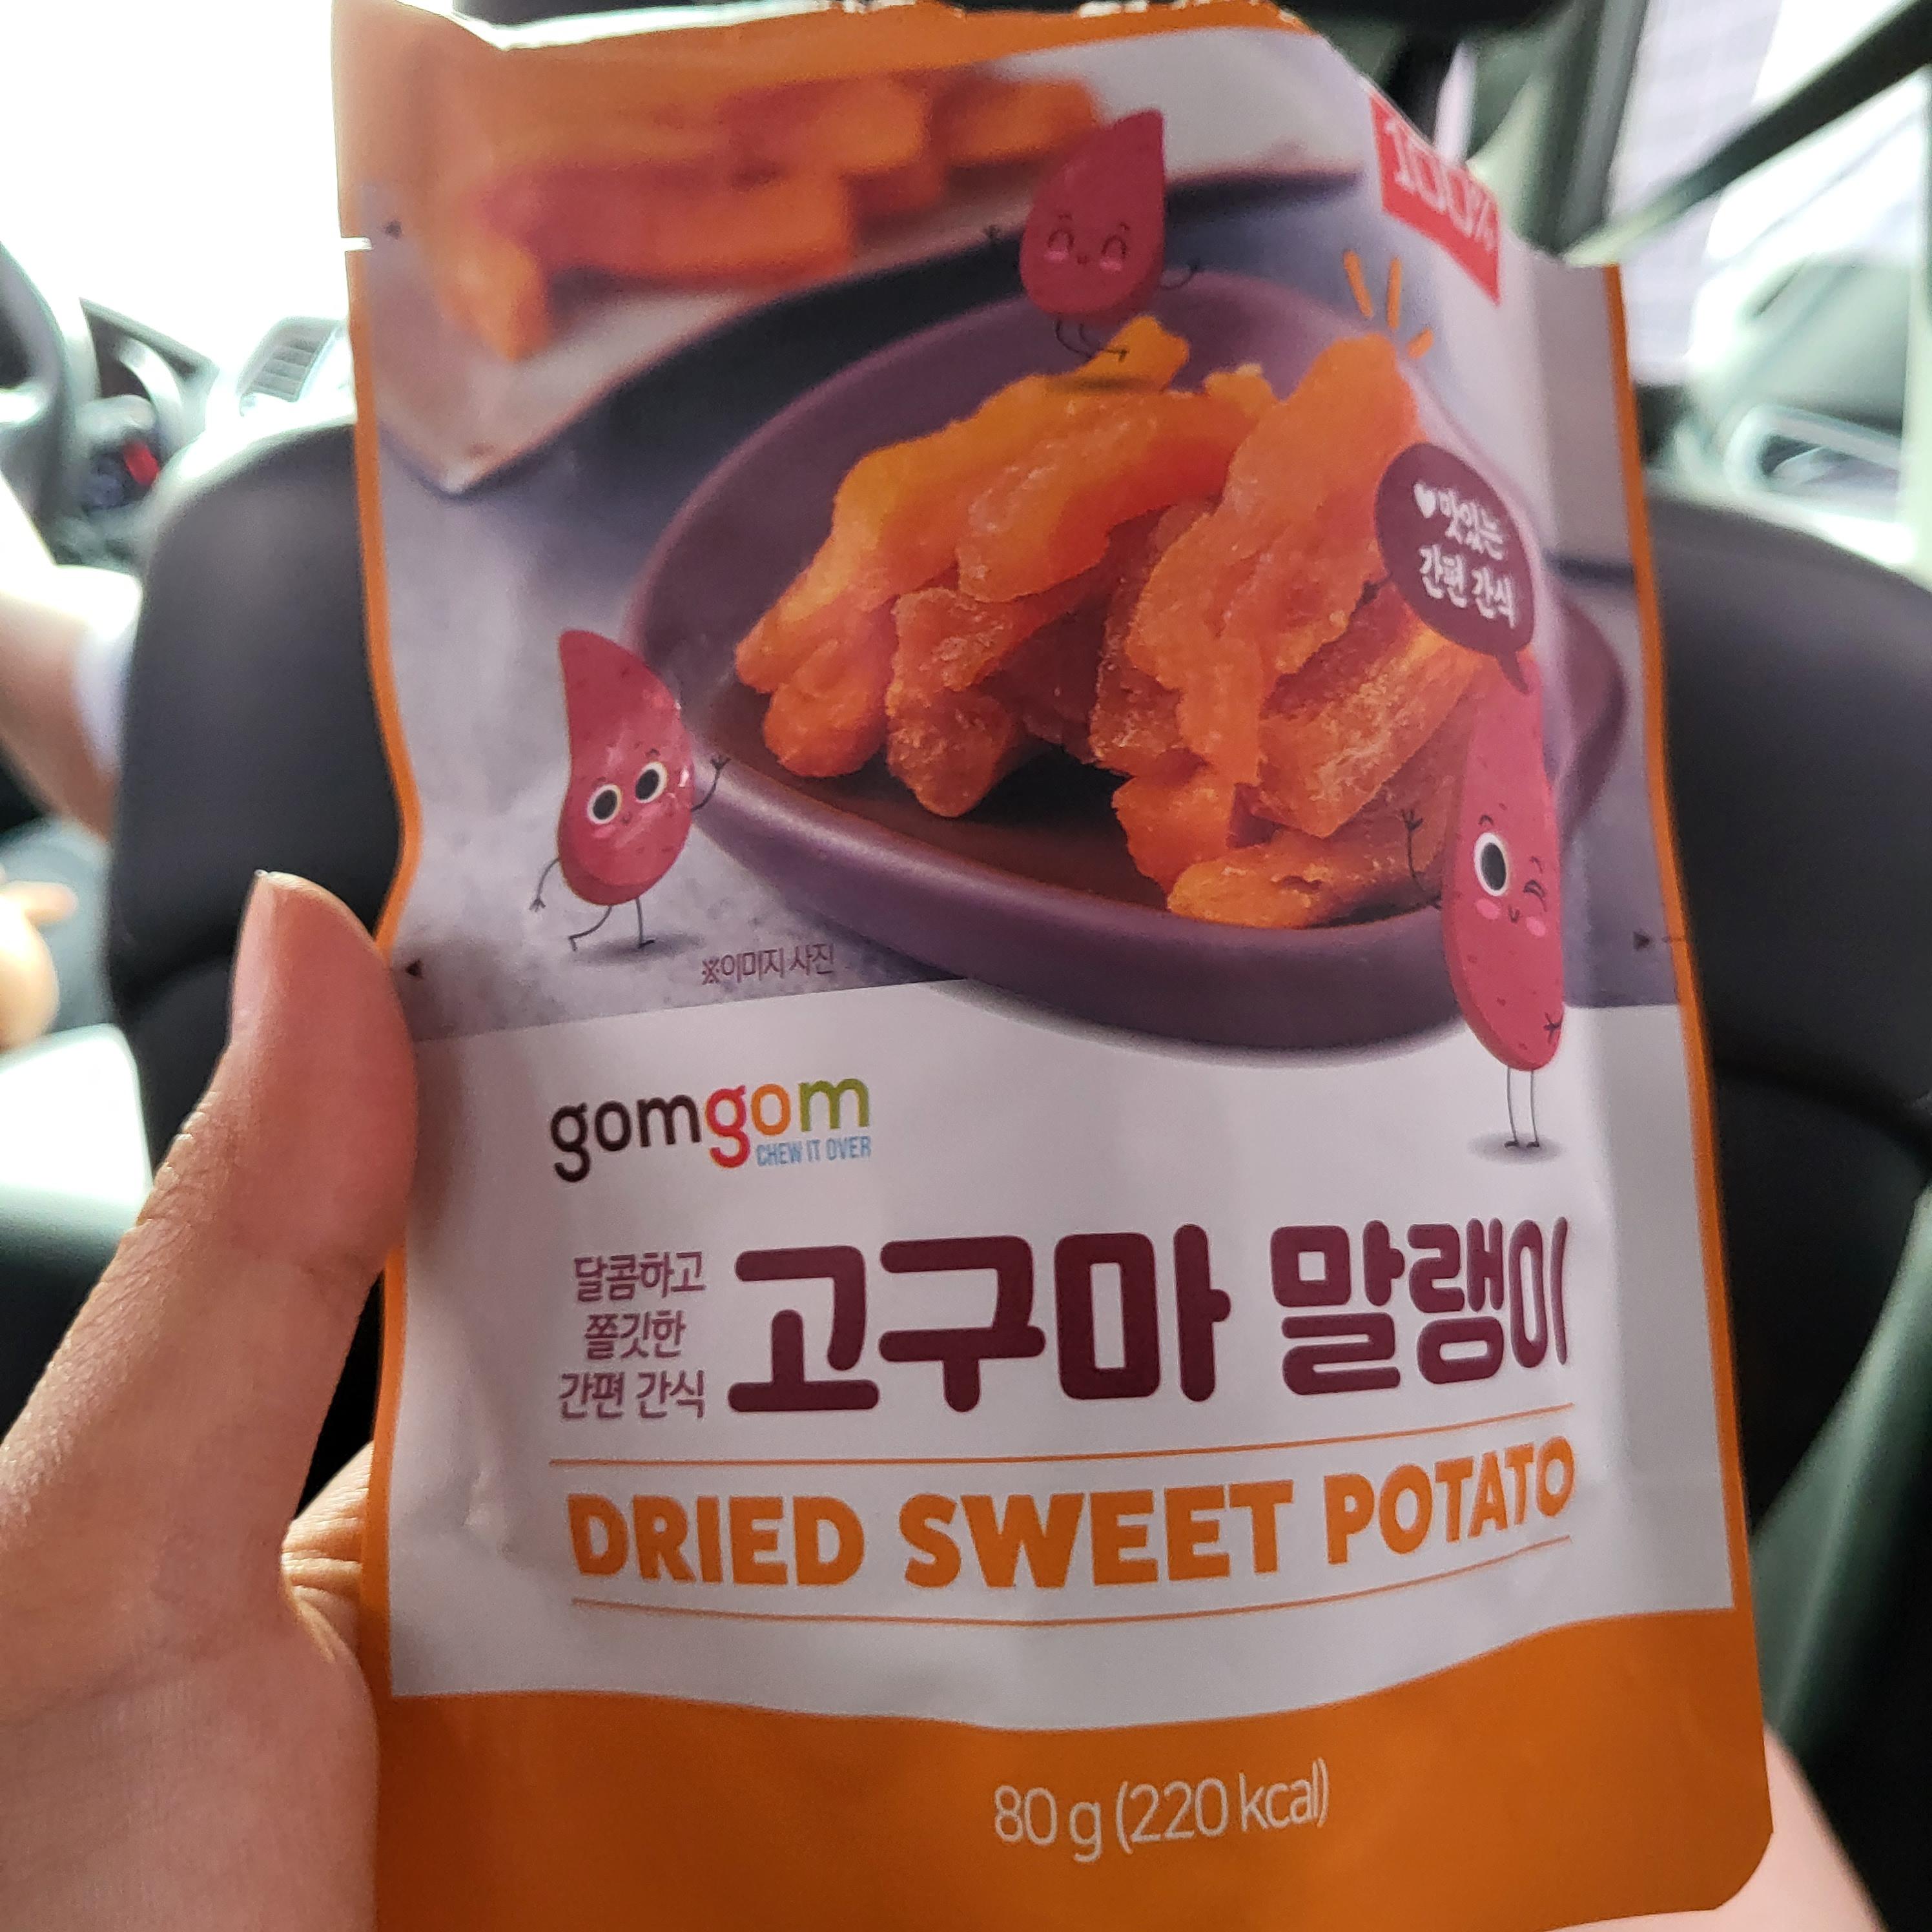 100%
♥맛있는
간편 간식
※이미지 사진
gomgom
CHEW IT OVER
달콤하고
쫄깃한
간편 간식
고구마 말랭이
DRIED SWEET POTATO
80 g (220 kcal)